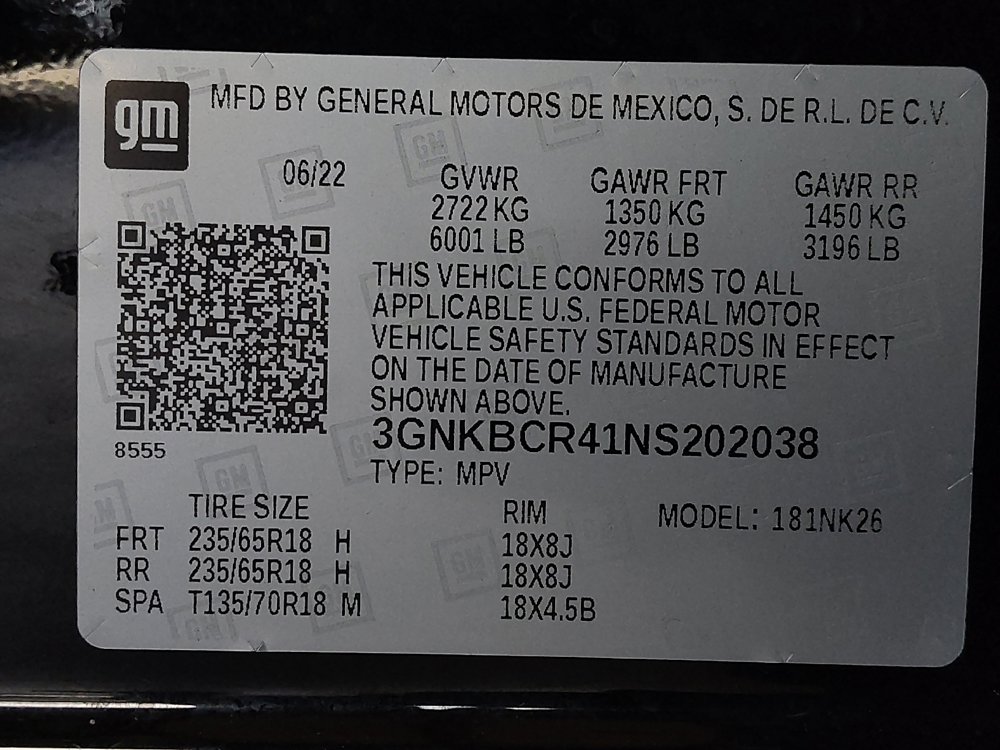 gm
MFD BY GENERAL MOTORS DE MEXICO, S. DE R.L. DE C.V.
06/22 GVWR GAWR FRT GAWR RR
2722 KG 1350 KG 1450 KG
6001 LB 2976 LB 3196 LB
THIS VEHICLE CONFORMS TO ALL
APPLICABLE U.S. FEDERAL MOTOR
VEHICLE SAFETY STANDARDS IN EFFECT
ON THE DATE OF MANUFACTURE
SHOWN ABOVE.
3GNKBCR41NS202038
8555
TYPE: MPV
TIRE SIZE RIM MODEL: 181NK26
FRT 235/65R18 H 18X8J
RR 235/65R18 H 18X8J
SPA T135/70R18 M 18X4.5B